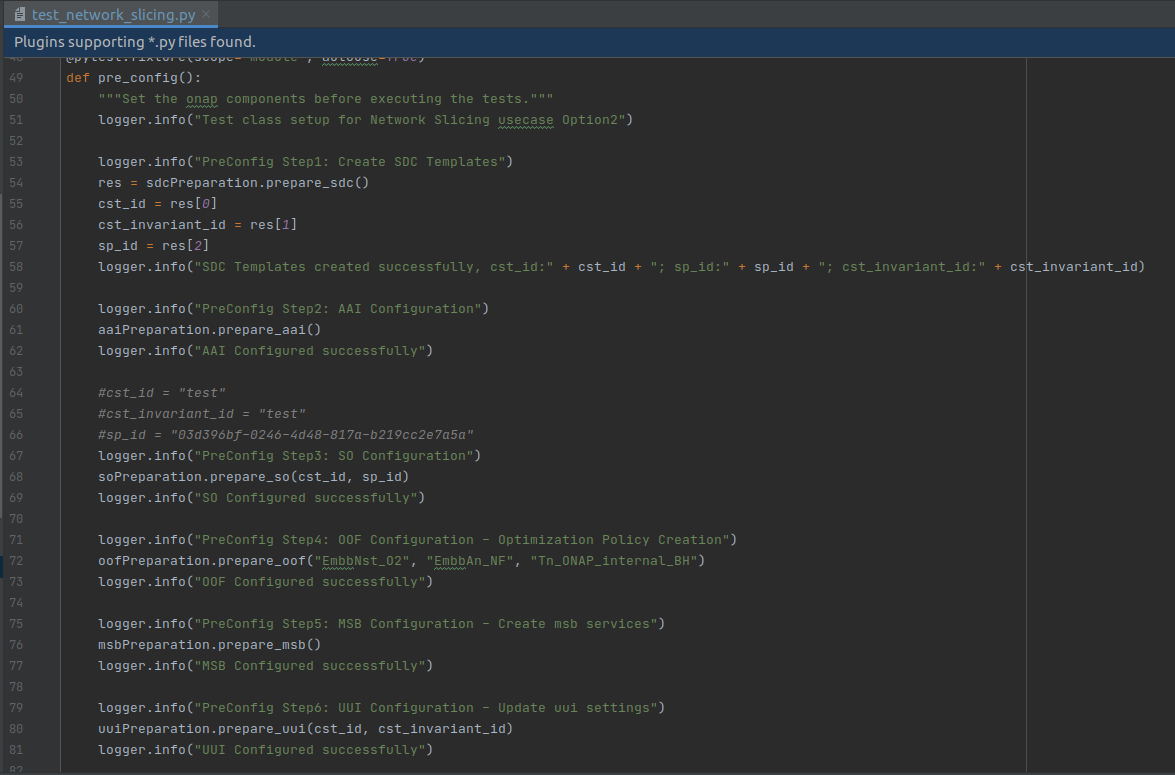 test_network_slicing.py ×
Plugins supporting *.py files found.
48 @pytest.fixture(scope="module", autouse=True)
49 def pre_config():
50 """Set the onap components before executing the tests."""
51 logger.info("Test class setup for Network Slicing usecase Option2")
52
53 logger.info("PreConfig Step1: Create SDC Templates")
54 res = sdcPreparation.prepare_sdc()
55 cst_id = res[0]
56 cst_invariant_id = res[1]
57 sp_id = res[2]
58 logger.info("SDC Templates created successfully, cst_id:" + cst_id + "; sp_id:" + sp_id + "; cst_invariant_id:" + cst_invariant_id)
59
60 logger.info("PreConfig Step2: AAI Configuration")
61 aaiPreparation.prepare_aai()
62 logger.info("AAI Configured successfully")
63
64 #cst_id = "test"
65 #cst_invariant_id = "test"
66 #sp_id = "03d396bf-0246-4d48-817a-b219cc2e7a5a"
67 logger.info("PreConfig Step3: SO Configuration")
68 soPreparation.prepare_so(cst_id, sp_id)
69 logger.info("SO Configured successfully")
70
71 logger.info("PreConfig Step4: OOF Configuration - Optimization Policy Creation")
72 oofPreparation.prepare_oof("EmbbNst_O2", "EmbbAn_NF", "Tn_ONAP_internal_BH")
73 logger.info("OOF Configured successfully")
74
75 logger.info("PreConfig Step5: MSB Configuration - Create msb services")
76 msbPreparation.prepare_msb()
77 logger.info("MSB Configured successfully")
78
79 logger.info("PreConfig Step6: UUI Configuration - Update uui settings")
80 uuiPreparation.prepare_uui(cst_id, cst_invariant_id)
81 logger.info("UUI Configured successfully")
82